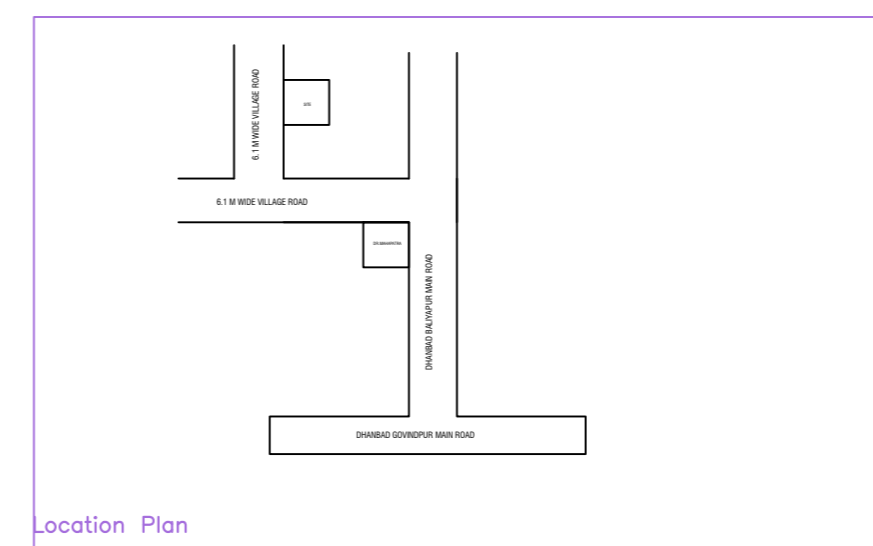 6.1 M WIDE VILLAGE ROAD
6.1 M WIDE VILLAGE ROAD
DHANBAD BALIYAPUR MAIN ROAD
DHANBAD GOVINDPUR MAIN ROAD
Location Plan